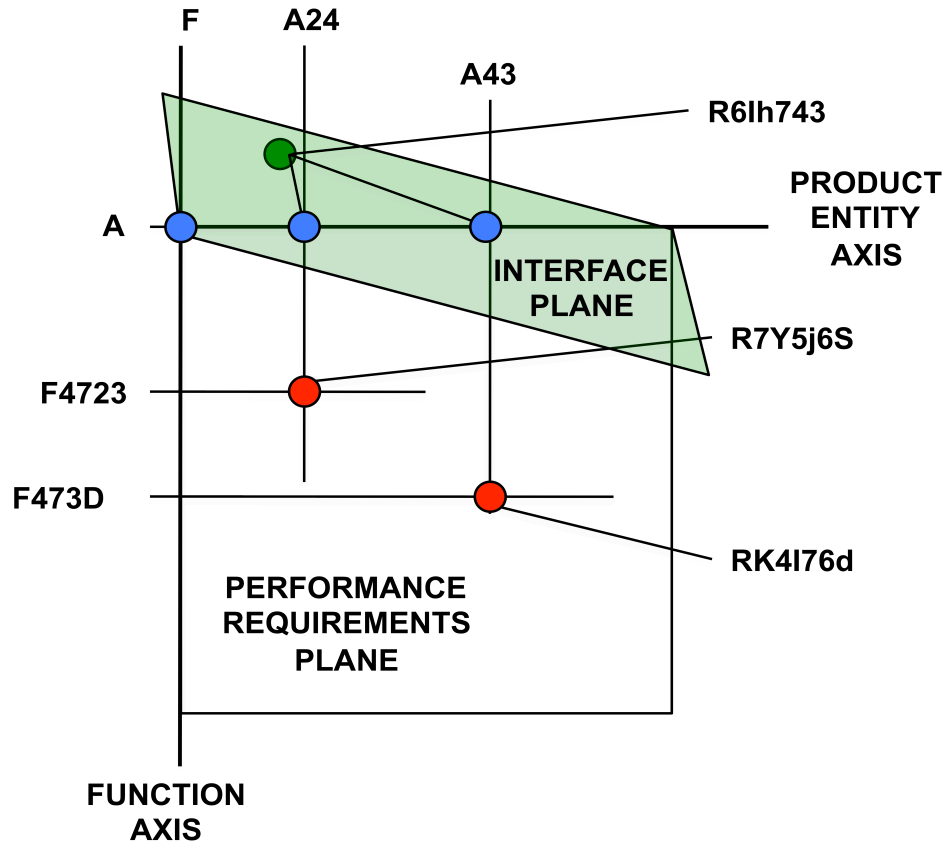 F
A24
A43
R6Ih743
PRODUCT
ENTITY
AXIS
A
INTERFACE
PLANE
R7Y5j6S
F4723
F473D
RK4I76d
PERFORMANCE
REQUIREMENTS
PLANE
FUNCTION
AXIS